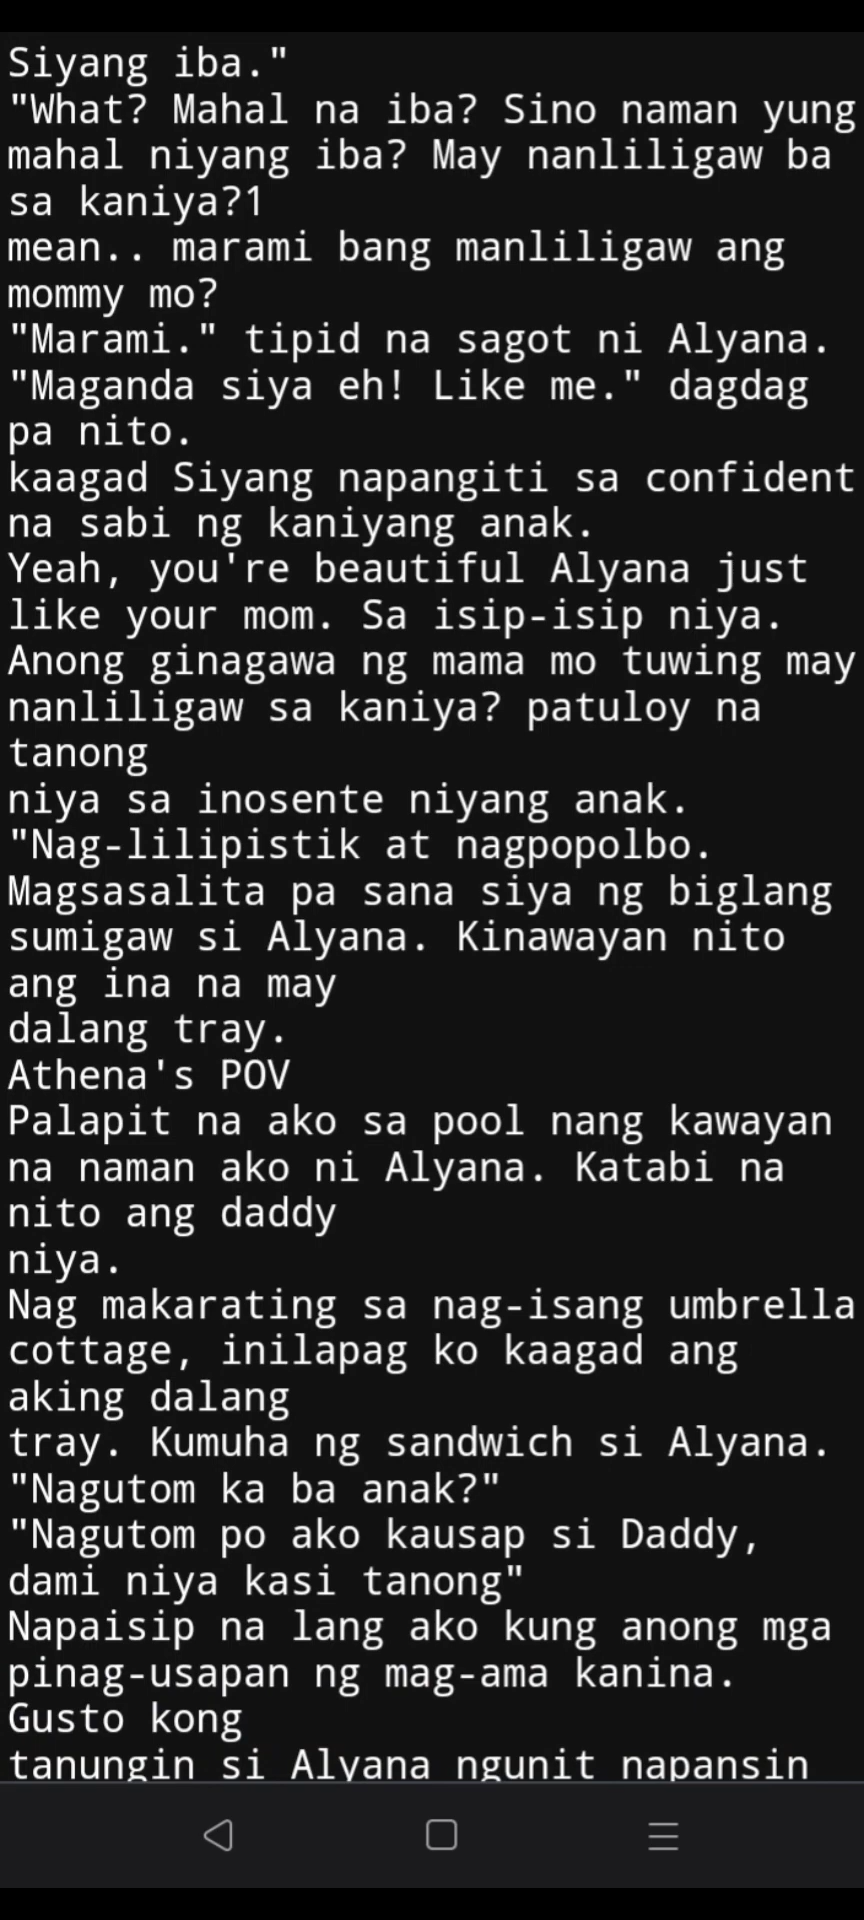 Siyang iba."
"What? Mahal na iba? Sino naman yung
mahal niyang iba? May nanliligaw ba
sa kaniya?1
mean.. marami bang manliligaw ang
mommy mo?
"Marami." tipid na sagot ni Alyana.
"Maganda siya eh! Like me." dagdag
pa nito.
kaagad Siyang napangiti sa confident
na sabi ng kaniyang anak.
Yeah, you're beautiful Alyana just
like your mom. Sa isip-isip niya.
Anong ginagawa ng mama mo tuwing may
nanliligaw sa kaniya? patuloy na
tanong
niya sa inosente niyang anak.
"Nag-lilipistik at nagpopolbo.
Magsasalita pa sana siya ng biglang
sumigaw si Alyana. Kinawayan nito
ang ina na may
dalang tray.
Athena's POV
Palapit na ako sa pool nang kawayan
na naman ako ni Alyana. Katabi na
nito ang daddy
niya.
Nag makarating sa nag-isang umbrella
cottage, inilapag ko kaagad ang
aking dalang
tray. Kumuha ng sandwich si Alyana.
"Nagutom ka ba anak?"
"Nagutom po ako kausap si Daddy,
dami niya kasi tanong"
Napaisip na lang ako kung anong mga
pinag-usapan ng mag-ama kanina.
Gusto kong
tanungin si Alyana ngunit napansin